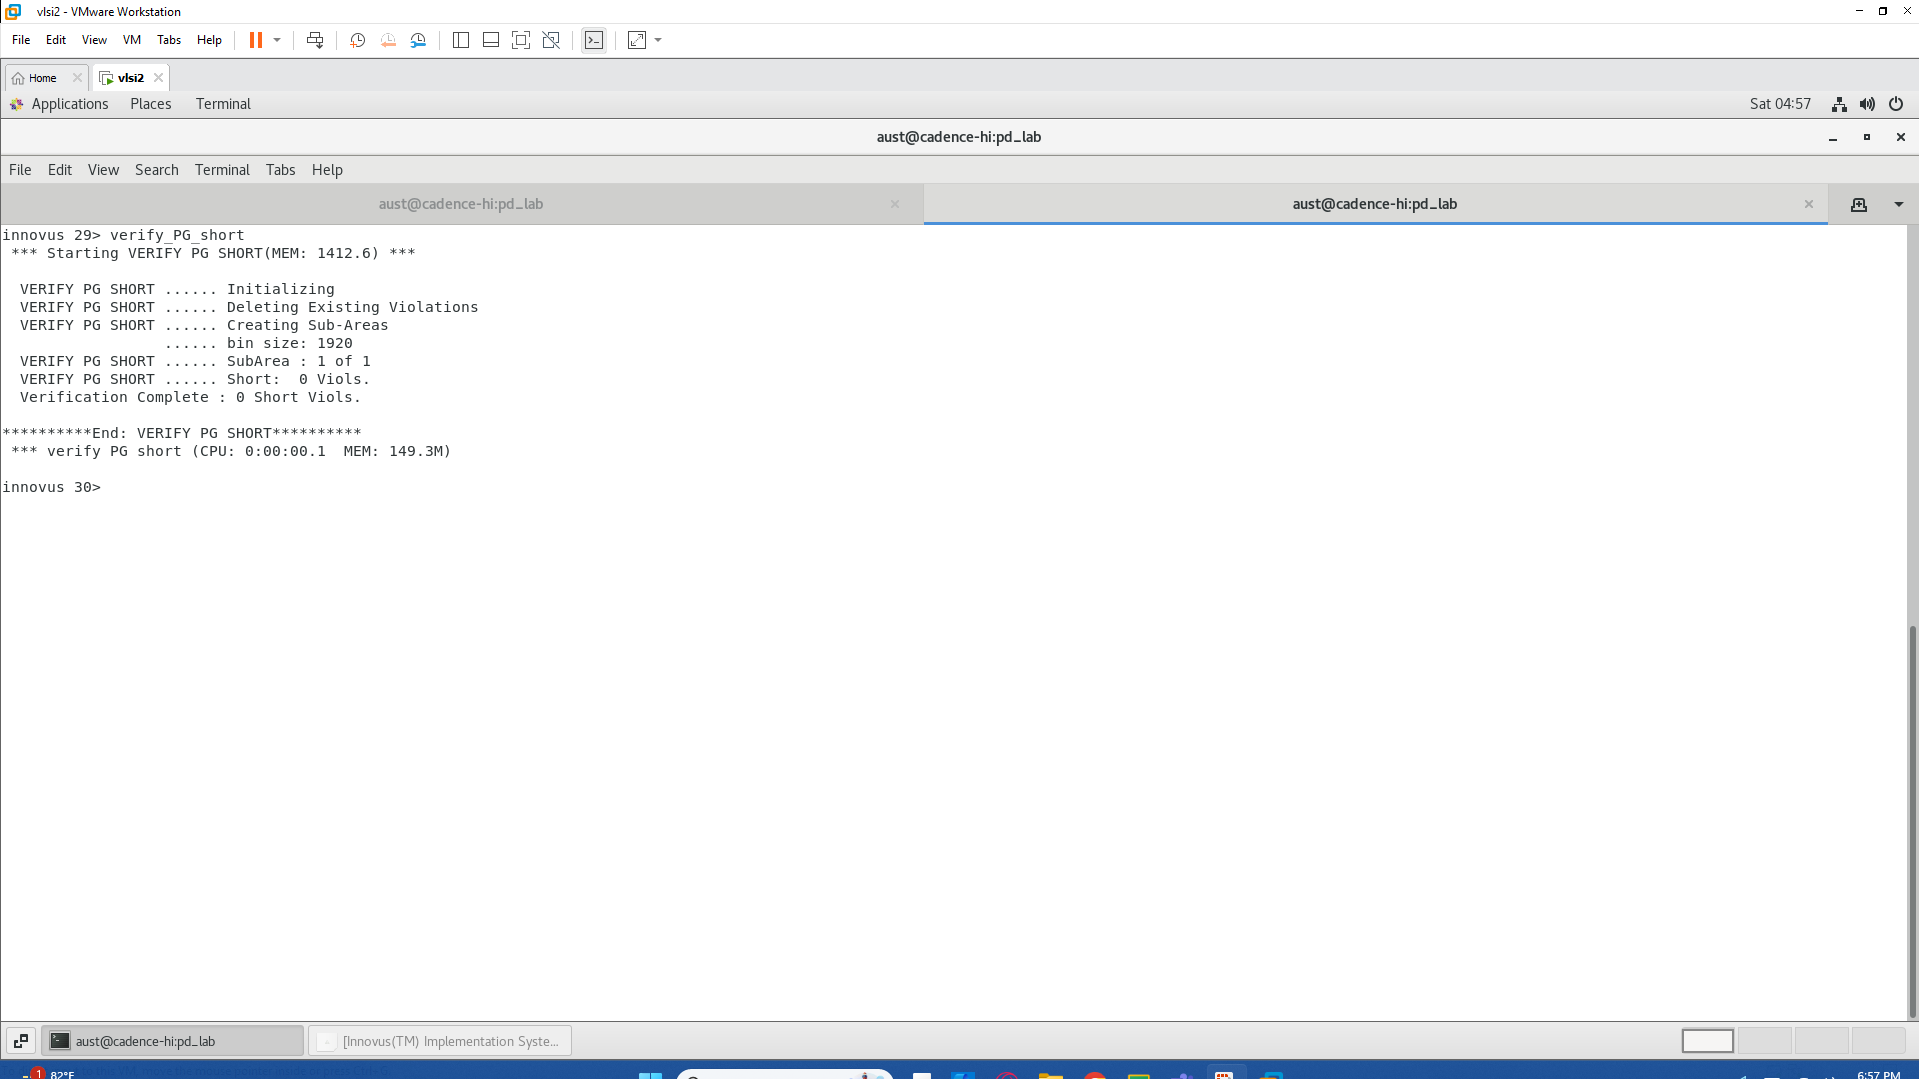 vlsi2 - VMware Workstation
File Edit View VM Tabs Help
Home vlsi2
Applications Places Terminal Sat 04:57
aust@cadence-hi:pd_lab
File Edit View Search Terminal Tabs Help
aust@cadence-hi:pd_lab aust@cadence-hi:pd_lab
innovus 29> verify_PG_short
*** Starting VERIFY PG SHORT(MEM: 1412.6) ***
VERIFY PG SHORT ...... Initializing
VERIFY PG SHORT ...... Deleting Existing Violations
VERIFY PG SHORT ...... Creating Sub-Areas
...... bin size: 1920
VERIFY PG SHORT ...... SubArea : 1 of 1
VERIFY PG SHORT ...... Short:  0 Viols.
Verification Complete : 0 Short Viols.
**********End: VERIFY PG SHORT**********
*** verify PG short (CPU: 0:00:00.1  MEM: 149.3M)
innovus 30>
aust@cadence-hi:pd_lab [Innovus(TM) Implementation Syste...
1 82°F 6:57 PM